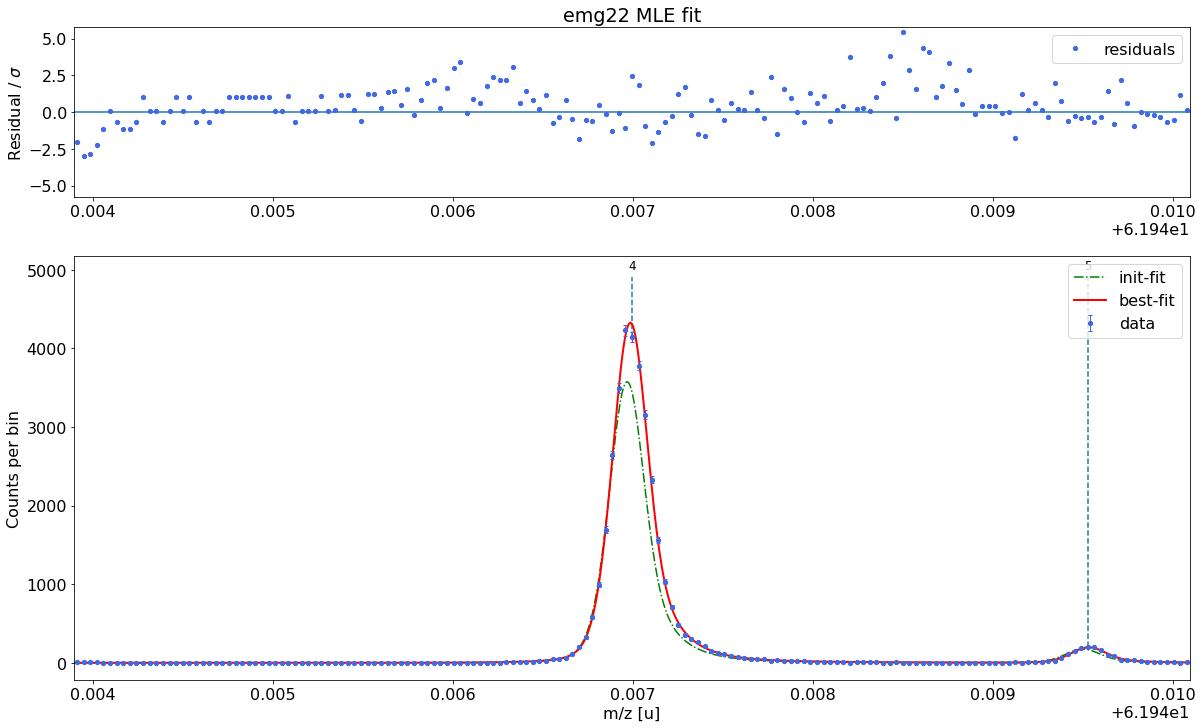 emg22 MLE fit
Residual / σ
5.0
2.5
0.0
−2.5
−5.0
residuals
0.004 0.005 0.006 0.007 0.008 0.009 0.010
+6.194e1
Counts per bin
5000
4000
3000
2000
1000
0
4
5
init-fit
best-fit
data
0.004 0.005 0.006 0.007 0.008 0.009 0.010
m/z [u]
+6.194e1